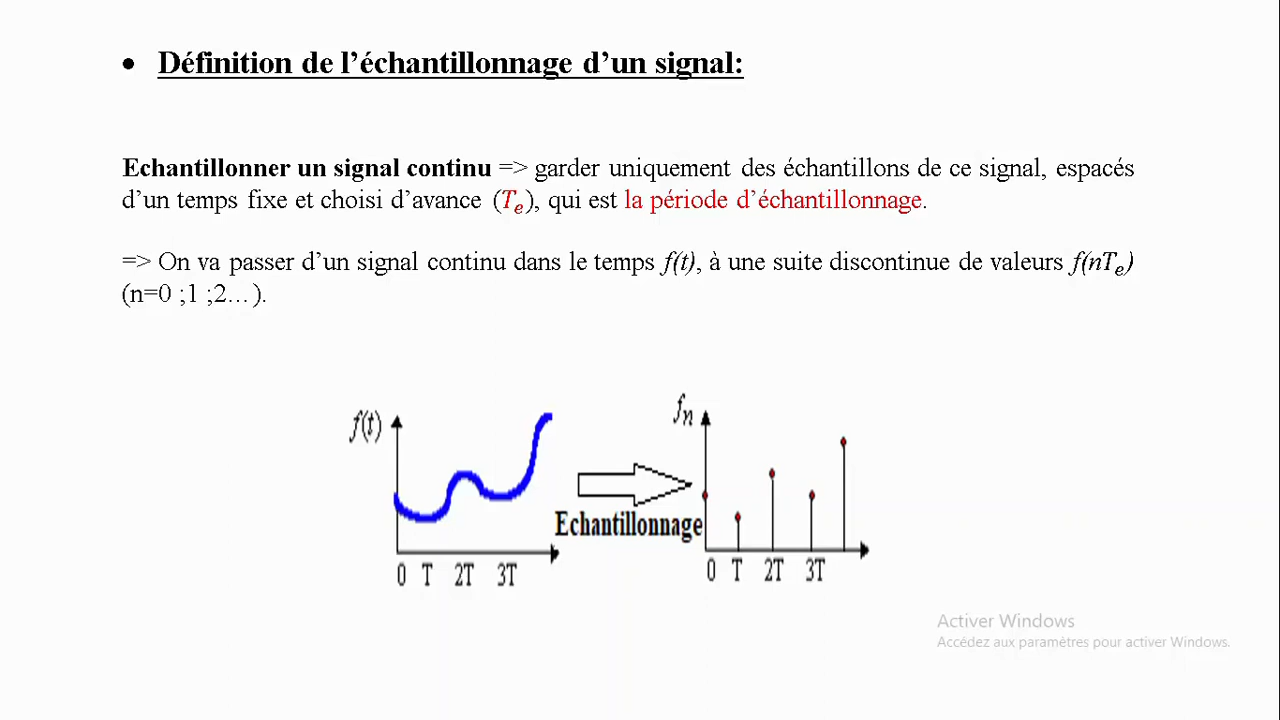 • Définition de l’échantillonnage d’un signal:
Echantillonner un signal continu => garder uniquement des échantillons de ce signal, espacés
d’un temps fixe et choisi d’avance (Te), qui est la période d’échantillonnage.
=> On va passer d’un signal continu dans le temps f(t), à une suite discontinue de valeurs f(nTe)
(n=0 ;1 ;2…).
f(t)
0 T 2T 3T
Echantillonnage
fn
0 T 2T 3T
Activer Windows
Accédez aux paramètres pour activer Windows.